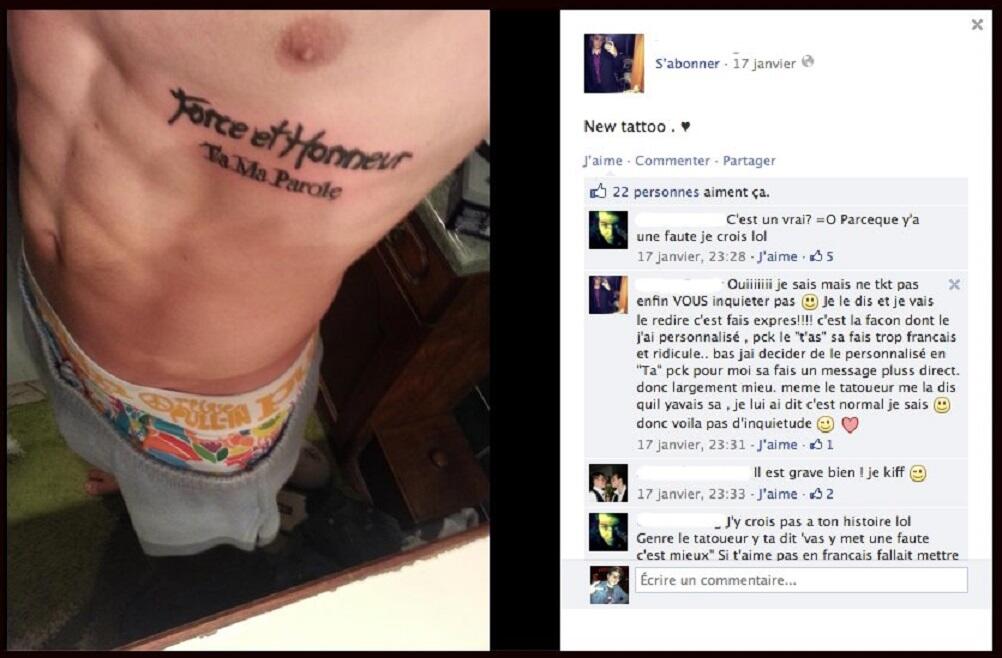 Force et Honneur
Ta Ma Parole
PULL-IN
×
S'abonner · 17 janvier
New tattoo . ♥
J'aime · Commenter · Partager
22 personnes aiment ça.
C'est un vrai? =O Parceque y'a
une faute je crois lol
17 janvier, 23:28 · J'aime · 5
Ouiiiiiii je sais mais ne tkt pas
enfin VOUS inquieter pas 🙂 Je le dis et je vais
le redire c'est fais expres!!!! c'est la facon dont le
j'ai personnalisé , pck le "t'as" sa fais trop francais
et ridicule.. bas jai decider de le personnalisé en
"Ta" pck pour moi sa fais un message pluss direct.
donc largement mieu. meme le tatoueur me la dis
quil yavais sa , je lui ai dit c'est normal je sais 🙂
donc voila pas d'inquietude 😉 ❤
17 janvier, 23:31 · J'aime · 1
Il est grave bien ! je kiff 😉
17 janvier, 23:33 · J'aime · 2
J'y crois pas a ton histoire lol
Genre le tatoueur y ta dit 'vas y met une faute
c'est mieux" Si t'aime pas en francais fallait mettre
Écrire un commentaire...